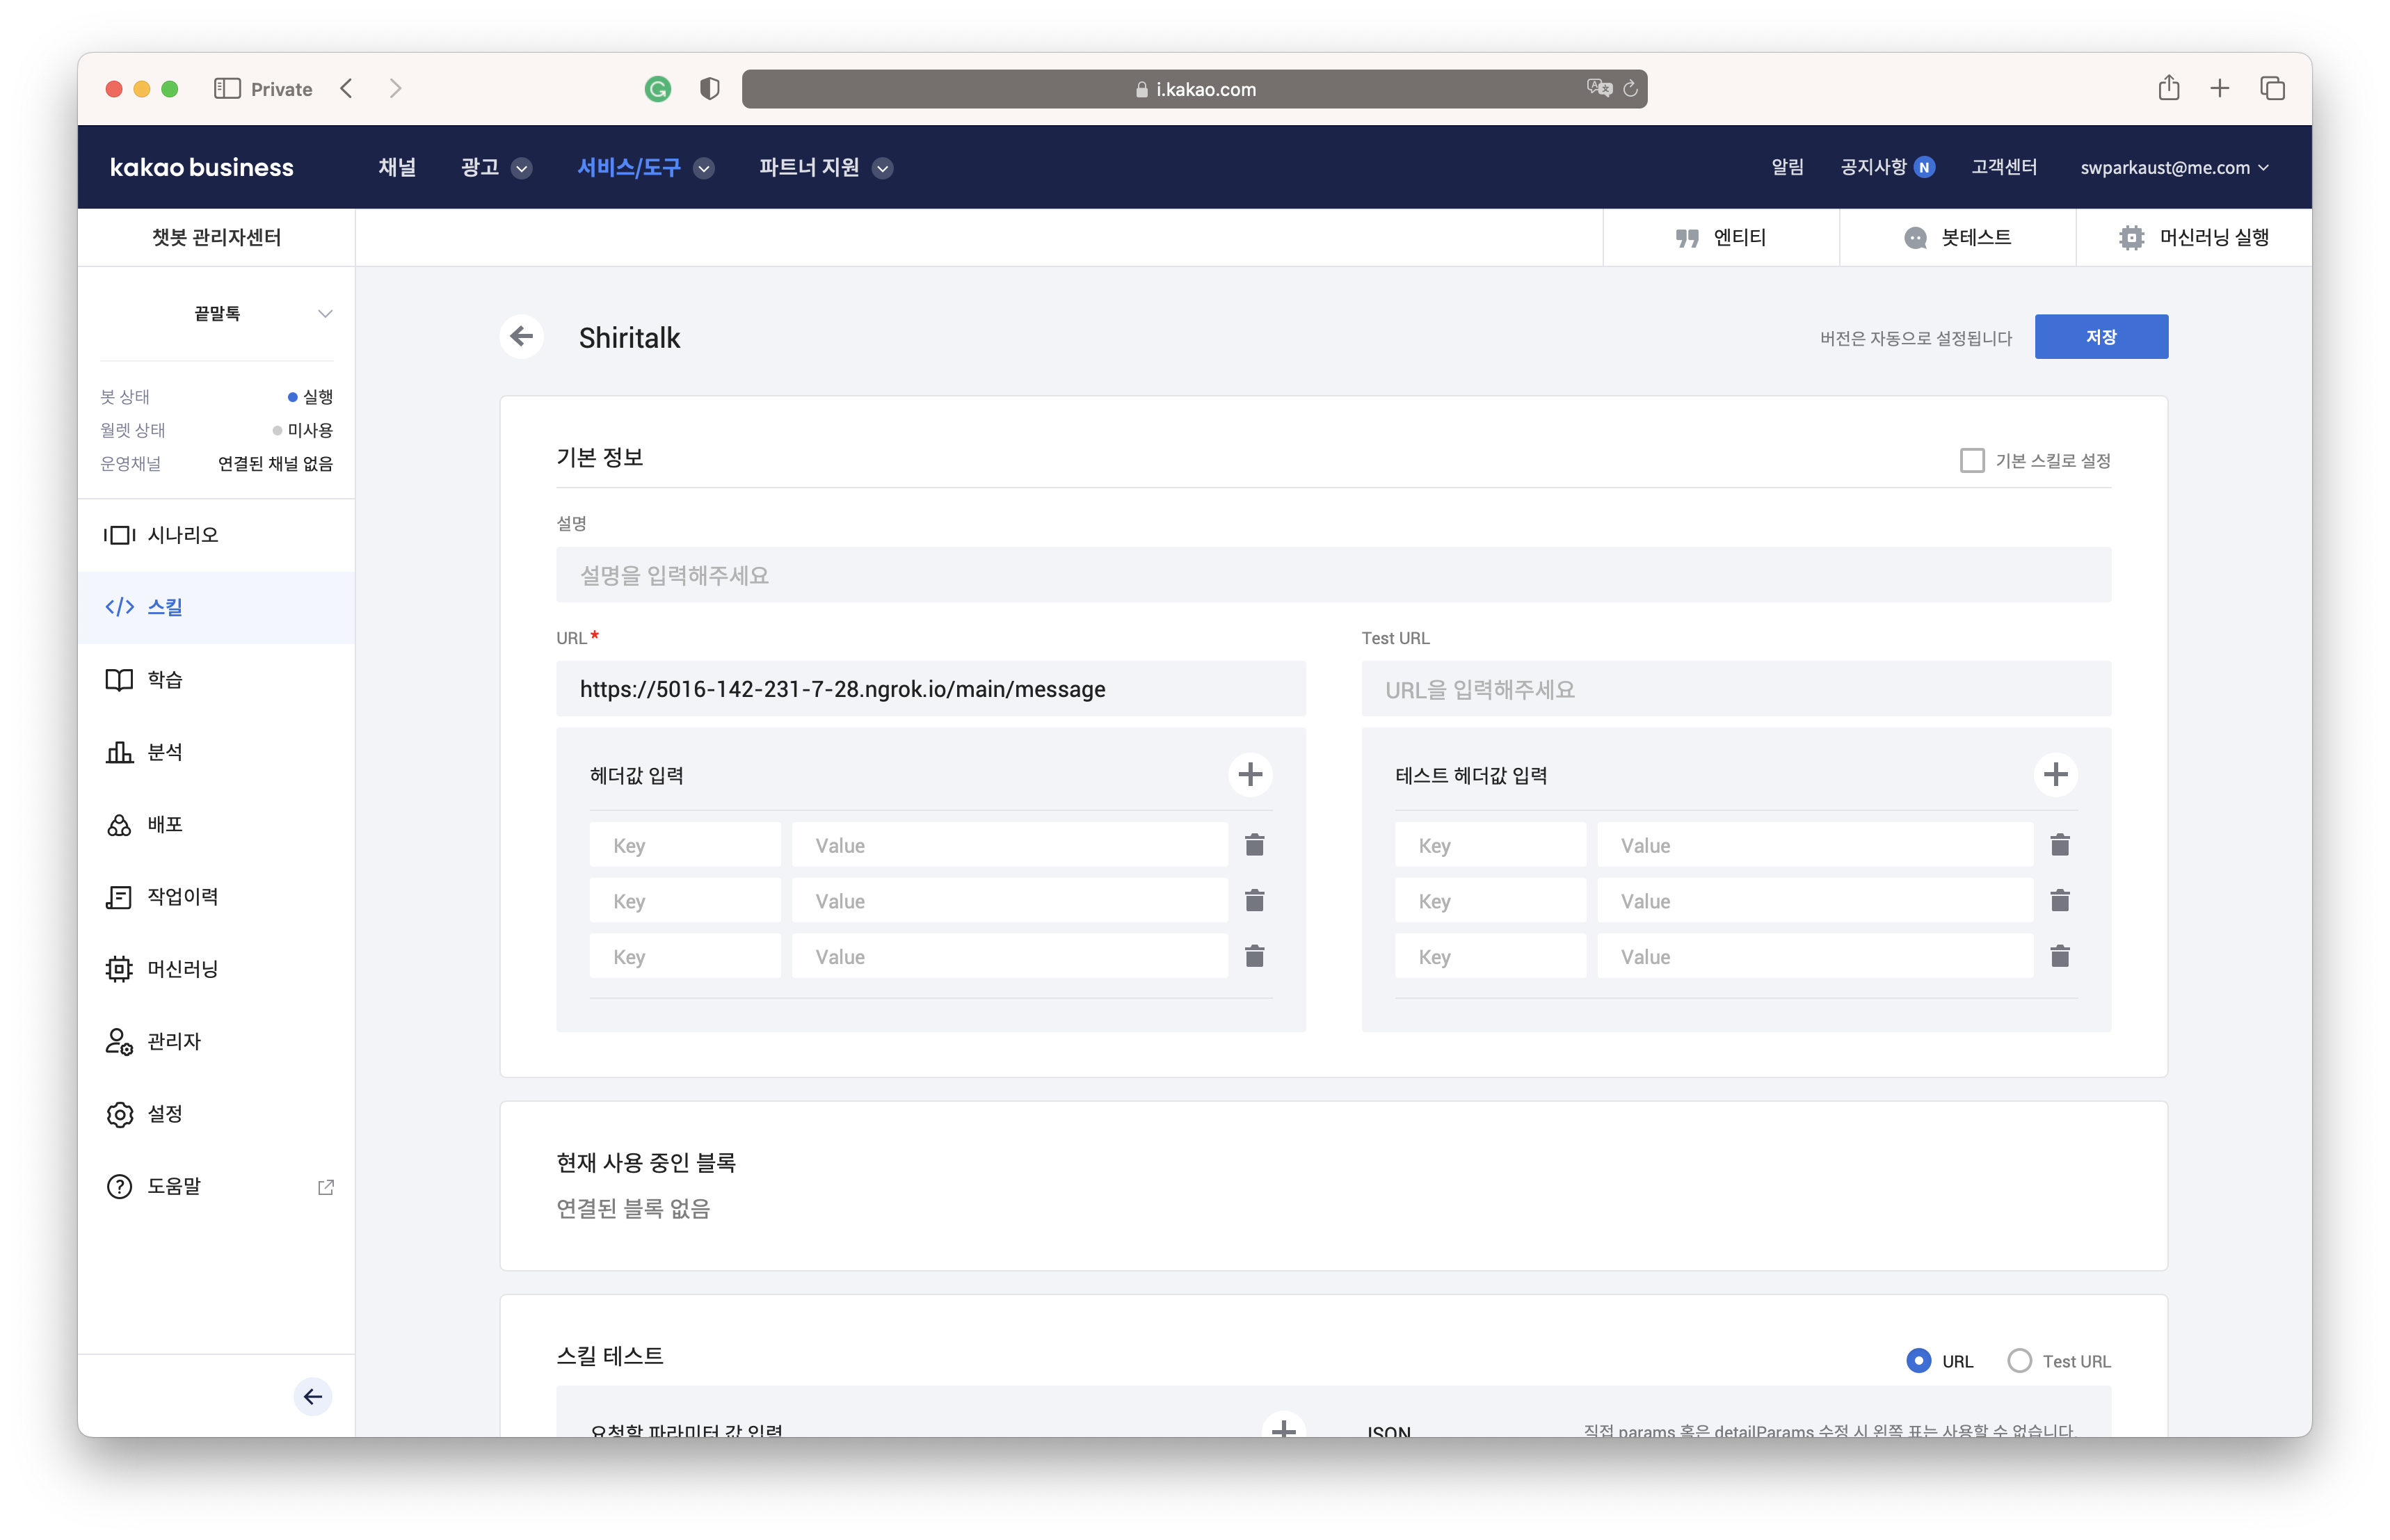 Private
i.kakao.com
kakao business
채널
광고
서비스/도구
파트너 지원
알림
공지사항 N
고객센터
swparkaust@me.com
챗봇 관리자센터
엔티티
봇테스트
머신러닝 실행
끝말톡
봇 상태 실행
월렛 상태 미사용
운영채널 연결된 채널 없음
시나리오
스킬
학습
분석
배포
작업이력
머신러닝
관리자
설정
도움말
Shiritalk
버전은 자동으로 설정됩니다
저장
기본 정보
기본 스킬로 설정
설명
설명을 입력해주세요
URL*
https://5016-142-231-7-28.ngrok.io/main/message
헤더값 입력
Key Value
Key Value
Key Value
Test URL
URL을 입력해주세요
테스트 헤더값 입력
Key Value
Key Value
Key Value
현재 사용 중인 블록
연결된 블록 없음
스킬 테스트
URL
Test URL
요청할 파라미터 값 입력
JSON
직접 params 혹은 detailParams 수정 시 왼쪽 표는 사용할 수 없습니다.